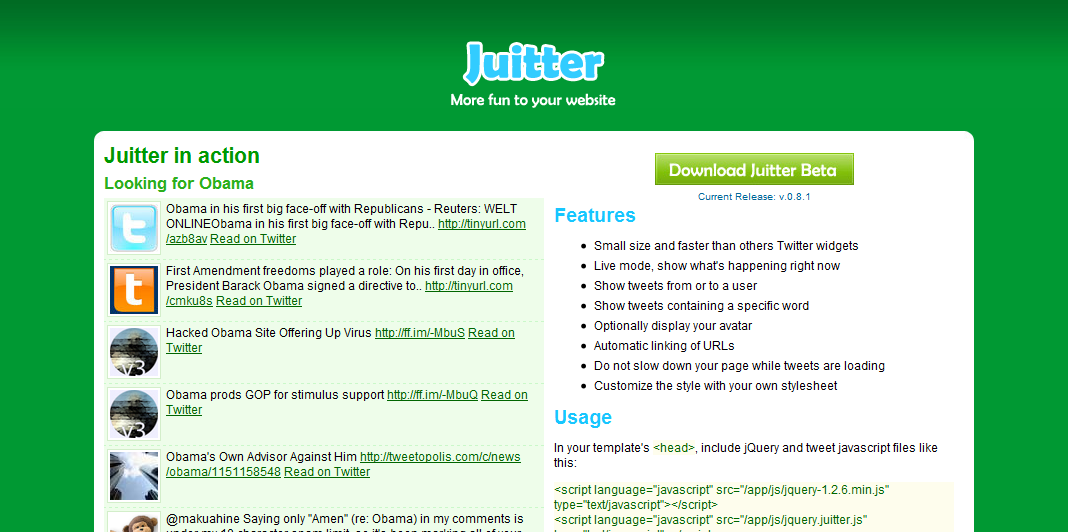 Juitter
More fun to your website
Juitter in action
Looking for Obama
Obama in his first big face-off with Republicans - Reuters: WELT
ONLINEObama in his first big face-off with Repu.. http://tinyurl.com
/azb8av Read on Twitter
First Amendment freedoms played a role: On his first day in office,
President Barack Obama signed a directive to.. http://tinyurl.com
/cmku8s Read on Twitter
v3
Hacked Obama Site Offering Up Virus http://ff.im/-MbuS Read on
Twitter
v3
Obama prods GOP for stimulus support http://ff.im/-MbuQ Read on
Twitter
Obama's Own Advisor Against Him http://tweetopolis.com/c/news
/obama/1151158548 Read on Twitter
@makuahine Saying only "Amen" (re: Obama) in my comments is
Download Juitter Beta
Current Release: v.0.8.1
Features
Small size and faster than others Twitter widgets
Live mode, show what's happening right now
Show tweets from or to a user
Show tweets containing a specific word
Optionally display your avatar
Automatic linking of URLs
Do not slow down your page while tweets are loading
Customize the style with your own stylesheet
Usage
In your template's <head>, include jQuery and tweet javascript files like
this:
<script language="javascript" src="/app/js/jquery-1.2.6.min.js"
type="text/javascript"></script>
<script language="javascript" src="/app/js/jquery.juitter.js"